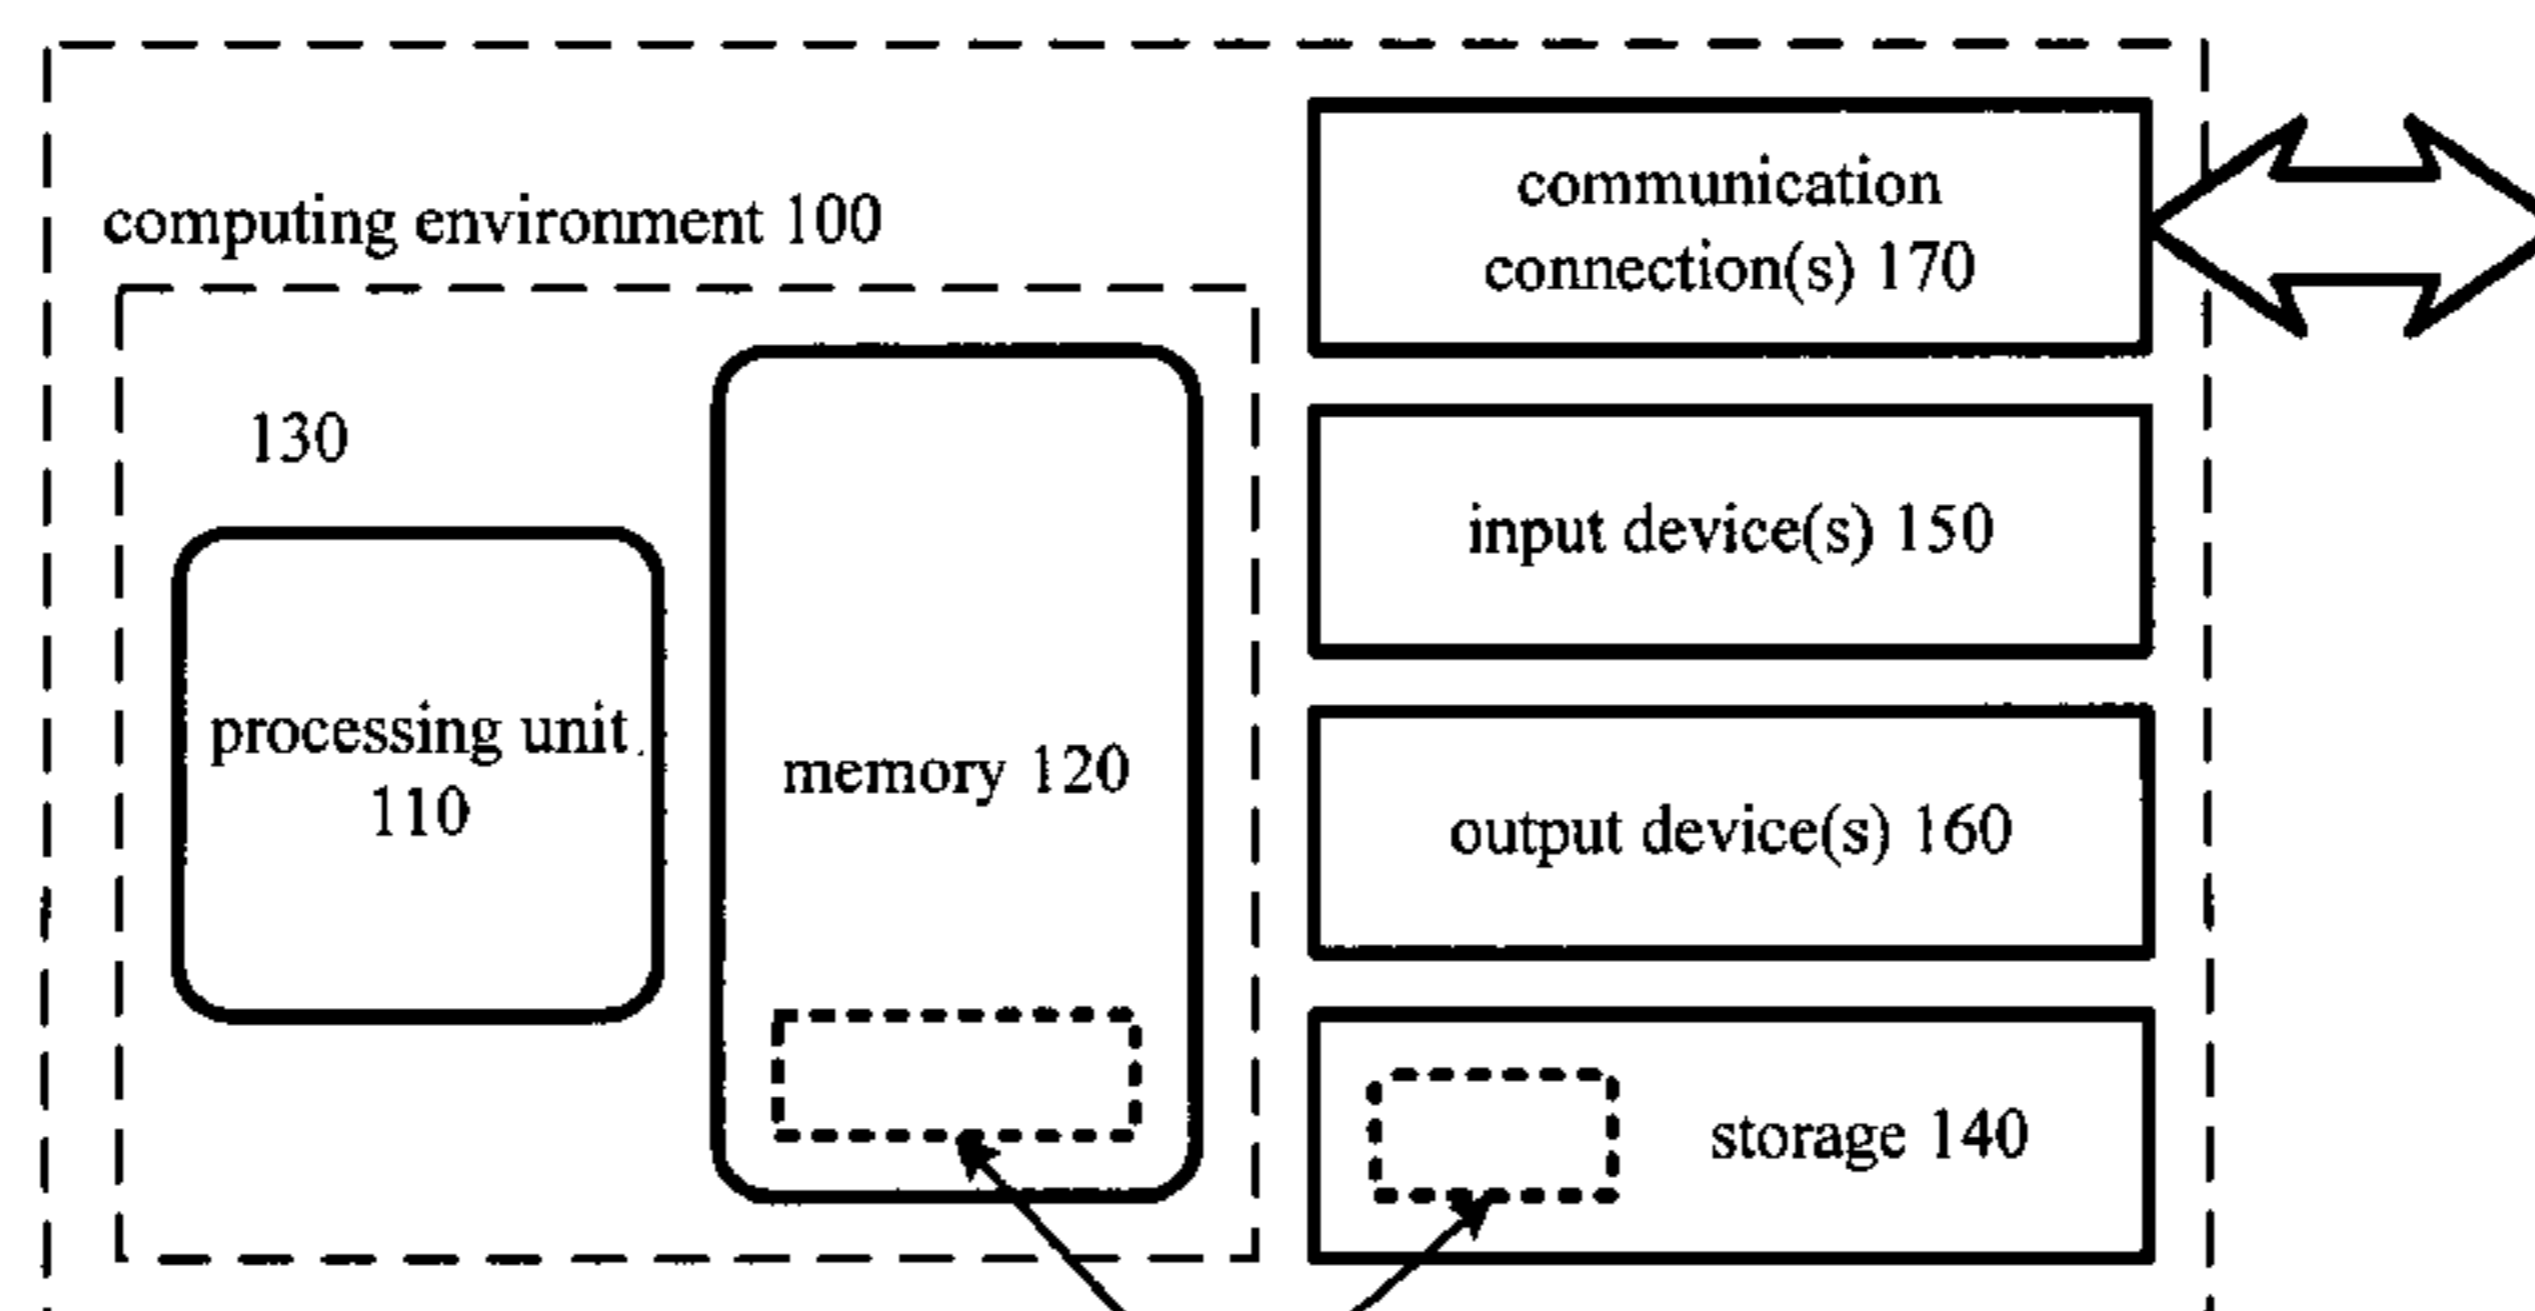 computing environment 100
130
processing unit
110
memory 120
communication
connection(s) 170
input device(s) 150
output device(s) 160
storage 140